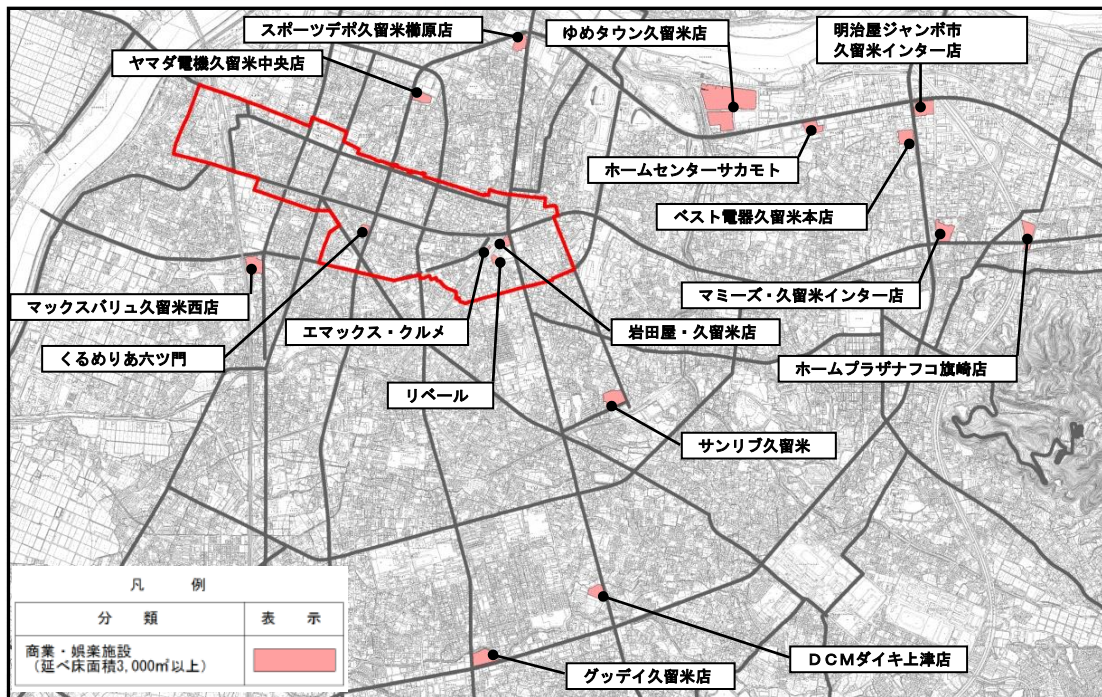 スポーツデポ久留米櫛原店
ゆめタウン久留米店
明治屋ジャンボ市
久留米インター店
ヤマダ電機久留米中央店
ホームセンターサカモト
ベスト電器久留米本店
マックスバリュ久留米西店
マミーズ・久留米インター店
エマックス・クルメ
岩田屋・久留米店
くるめりあ六ツ門
ホームプラザナフコ旗崎店
リベール
サンリブ久留米
凡 例
分 類
表 示
商業・娯楽施設
(延べ床面積3,000㎡以上)
グッデイ久留米店
DCMダイキ上津店